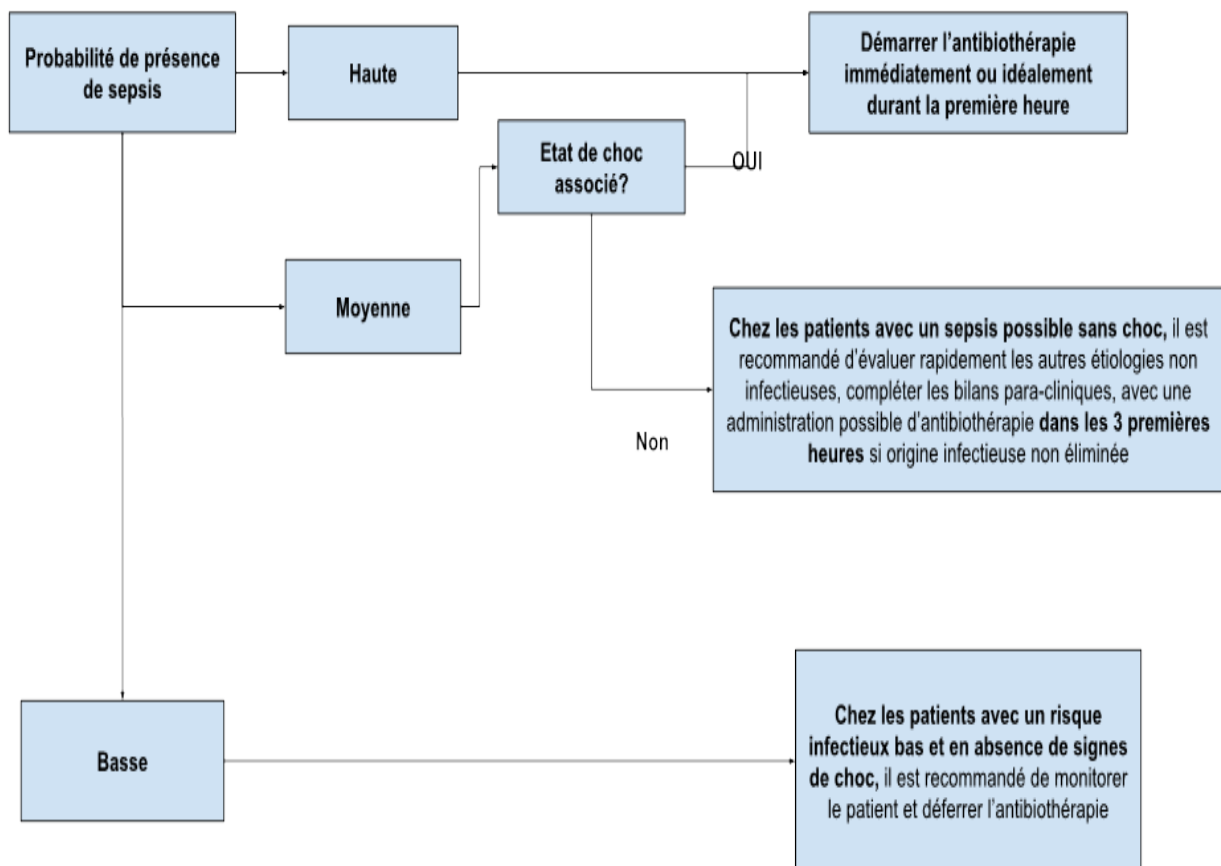 Probabilité de présence
de sepsis
Haute
Démarrer l'antibiothérapie
immédiatement ou idéalement
durant la première heure
Etat de choc
associé?
OUI
Moyenne
Chez les patients avec un sepsis possible sans choc, il est
recommandé d'évaluer rapidement les autres étiologies non
infectieuses, compléter les bilans para-cliniques, avec une
administration possible d'antibiothérapie dans les 3 premières
heures si origine infectieuse non éliminée
Non
Basse
Chez les patients avec un risque
infectieux bas et en absence de signes
de choc, il est recommandé de monitorer
le patient et déferrer l'antibiothérapie